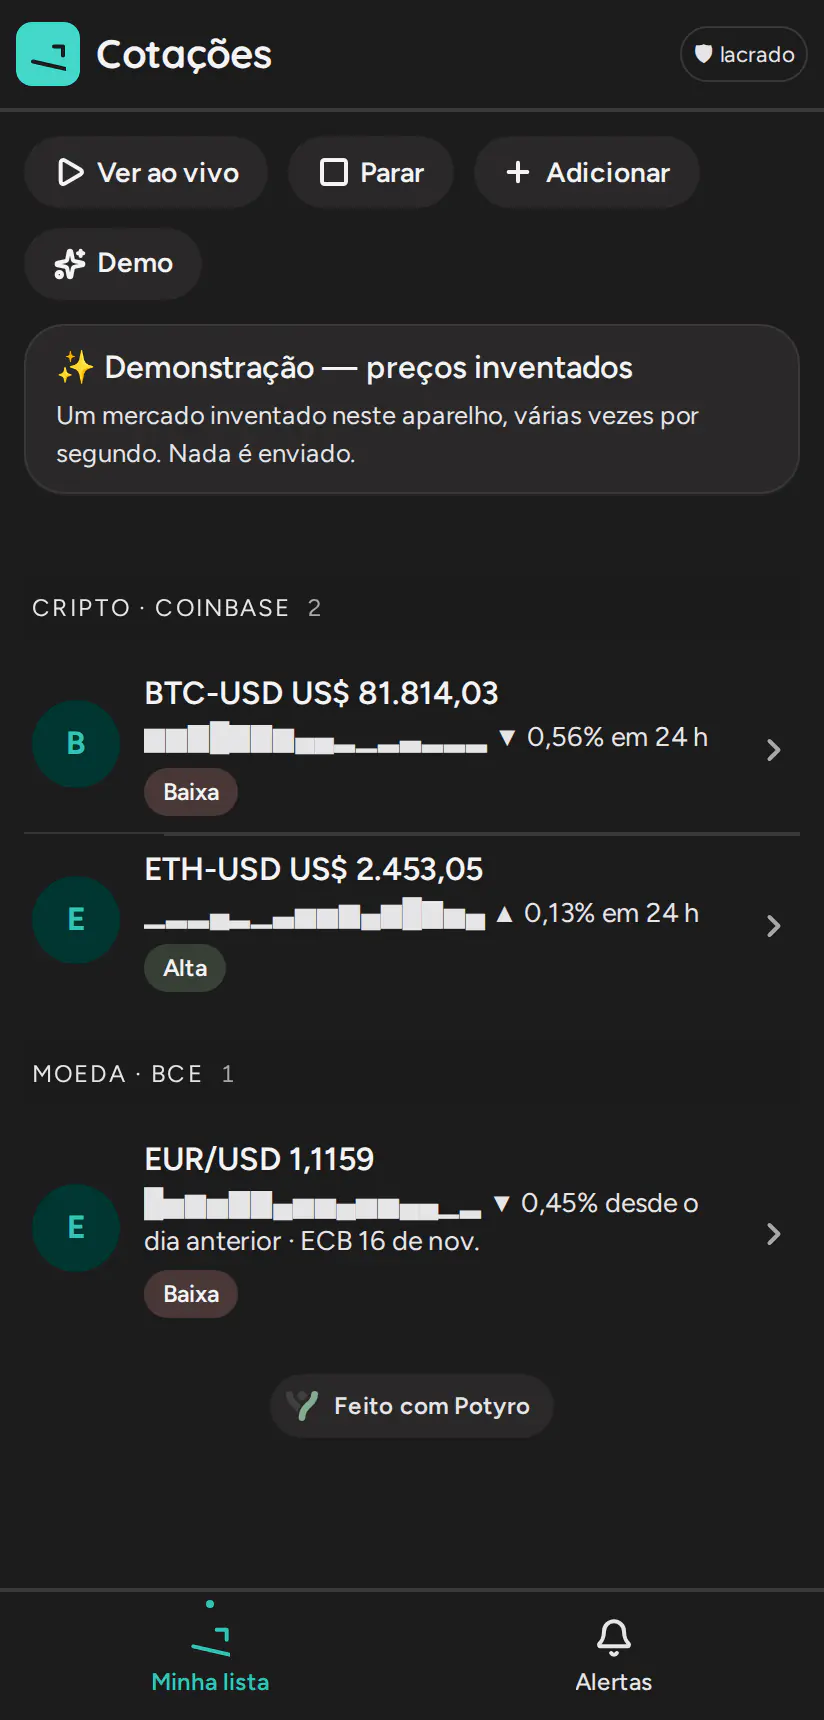 Cotações
lacrado
Ver ao vivo
Parar
Adicionar
Demo
✨ Demonstração — preços inventados
Um mercado inventado neste aparelho, várias vezes por
segundo. Nada é enviado.
CRIPTO · COINBASE 2
B
BTC-USD US$ 81.814,03
▼ 0,56% em 24 h
Baixa
E
ETH-USD US$ 2.453,05
▲ 0,13% em 24 h
Alta
MOEDA · BCE 1
E
EUR/USD 1,1159
▼ 0,45% desde o
dia anterior · ECB 16 de nov.
Baixa
Feito com Potyro
Minha lista
Alertas